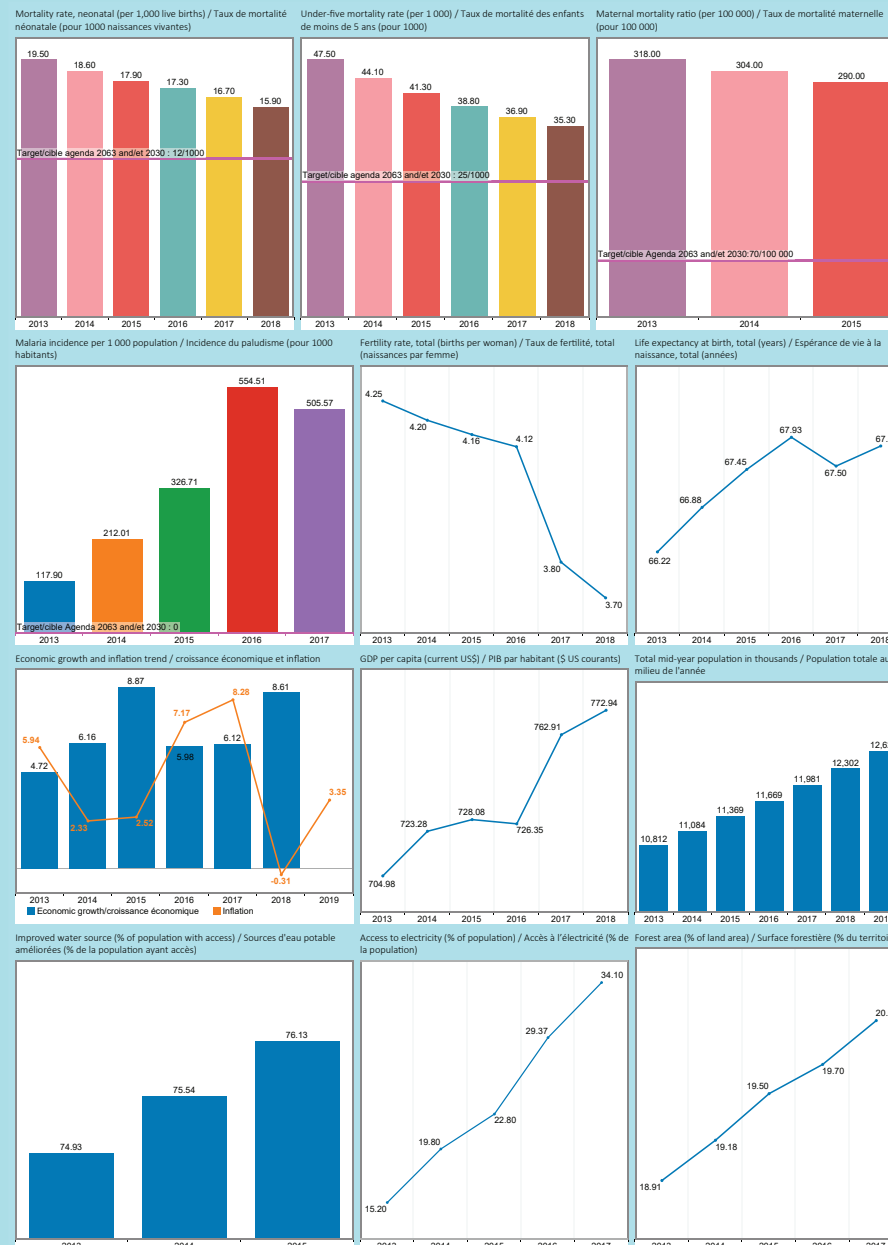 Mortality rate, neonatal (per 1,000 live births) / Taux de mortalité
néonatale (pour 1000 naissances vivantes)
19.50
18.60
17.90
17.30
16.70
15.90
Target/cible agenda 2063 and/et 2030 : 12/1000
2013 2014 2015 2016 2017 2018
Under-five mortality rate (per 1 000) / Taux de mortalité des enfants
de moins de 5 ans (pour 1000)
47.50
44.10
41.30
38.80
36.90
35.30
Target/cible agenda 2063 and/et 2030 : 25/1000
2013 2014 2015 2016 2017 2018
Maternal mortality ratio (per 100 000) / Taux de mortalité maternelle
(pour 100 000)
318.00
304.00
290.00
Target/cible Agenda 2063 and/et 2030:70/100 000
2013 2014 2015
Malaria incidence per 1 000 population / Incidence du paludisme (pour 1000
habitants)
117.90
212.01
326.71
554.51
505.57
Target/cible Agenda 2063 and/et 2030 : 0
2013 2014 2015 2016 2017
Fertility rate, total (births per woman) / Taux de fertilité, total
(naissances par femme)
4.25
4.20
4.16
4.12
3.80
3.70
2013 2014 2015 2016 2017 2018
Life expectancy at birth, total (years) / Espérance de vie à la
naissance, total (années)
66.22
66.88
67.45
67.93
67.50
67.
2013 2014 2015 2016 2017 2018
Economic growth and inflation trend / croissance économique et inflation
5.94
4.72
6.16
2.33
8.87
2.52
7.17
5.98
8.28
6.12
8.61
-0.31
3.35
2013 2014 2015 2016 2017 2018 2019
Economic growth/croissance économique Inflation
GDP per capita (current US$) / PIB par habitant ($ US courants)
704.98
723.28
728.08
726.35
762.91
772.94
2013 2014 2015 2016 2017 2018
Total mid-year population in thousands / Population totale au
milieu de l'année
10,812
11,084
11,369
11,669
11,981
12,302
12,6
2013 2014 2015 2016 2017 2018 201
Improved water source (% of population with access) / Sources d'eau potable
améliorées (% de la population ayant accès)
74.93
75.54
76.13
2013 2014 2015
Access to electricity (% of population) / Accès à l'électricité (% de
la population)
15.20
19.80
22.80
29.37
34.10
2013 2014 2015 2016 2017
Forest area (% of land area) / Surface forestière (% du territoi
18.91
19.18
19.50
19.70
20.
2013 2014 2015 2016 2017